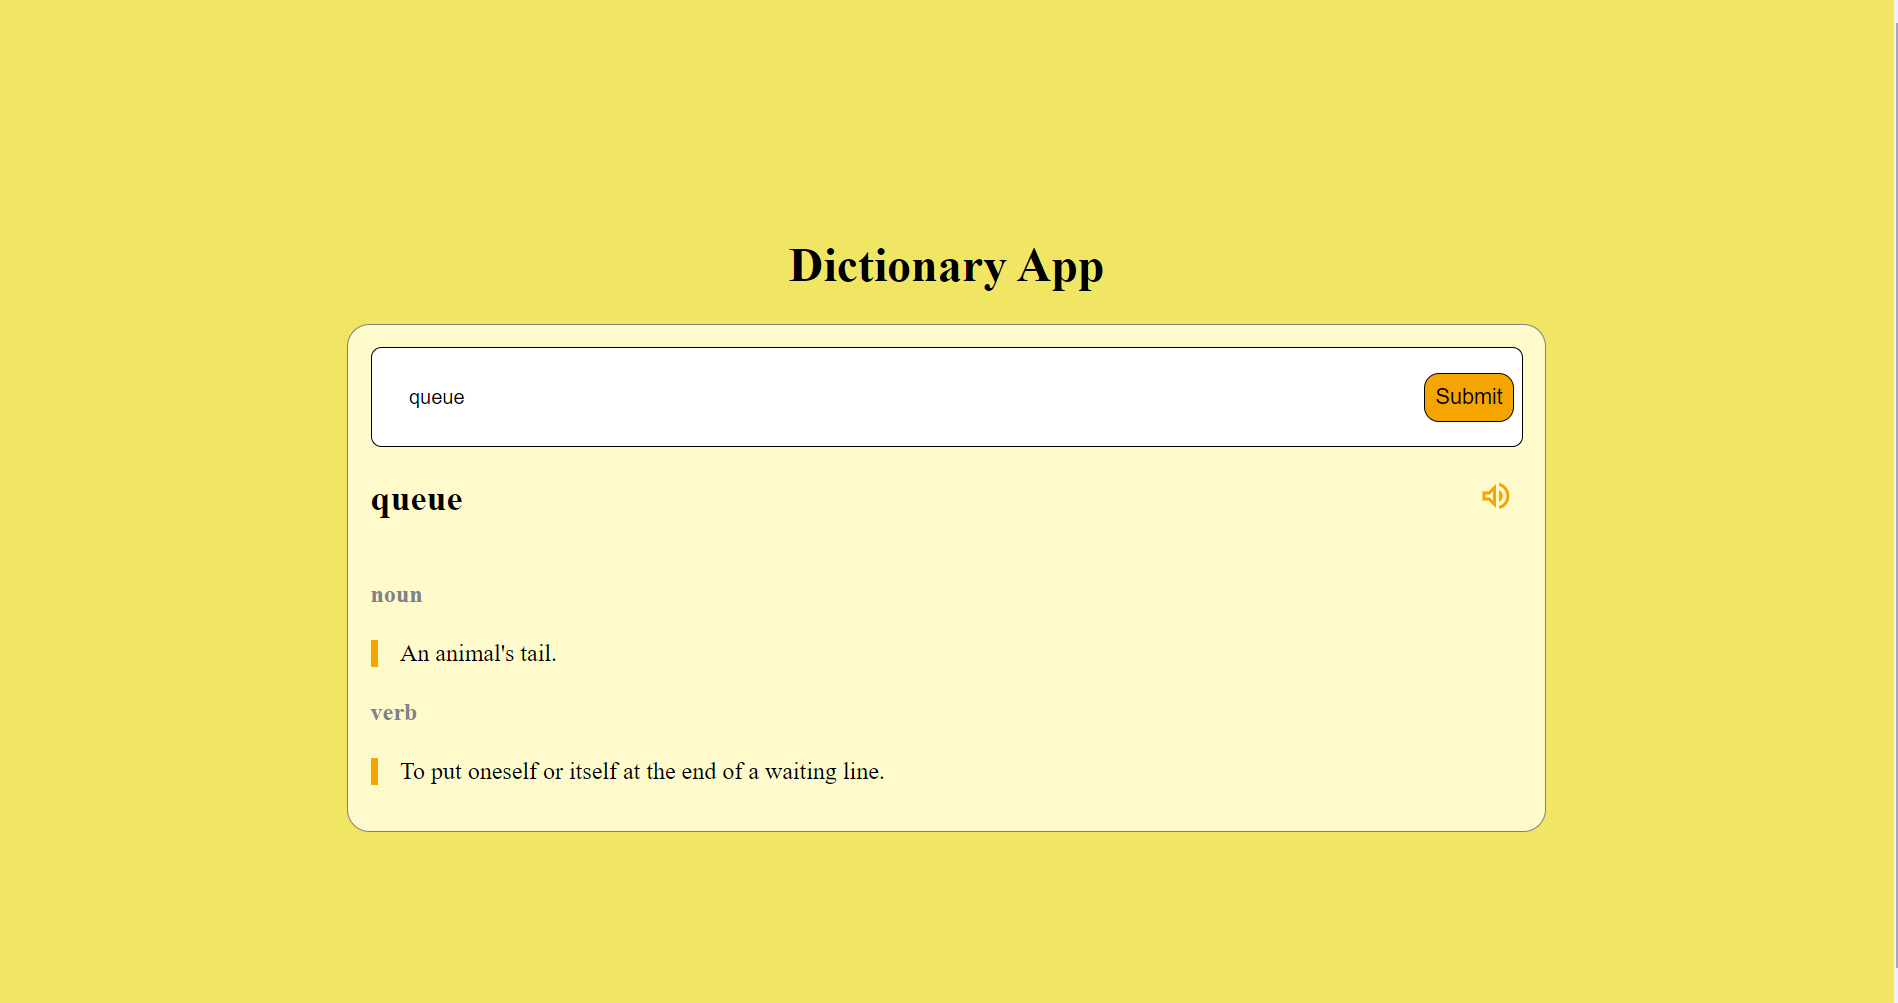 Dictionary App
queue
Submit
queue
noun
An animal's tail.
verb
To put oneself or itself at the end of a waiting line.